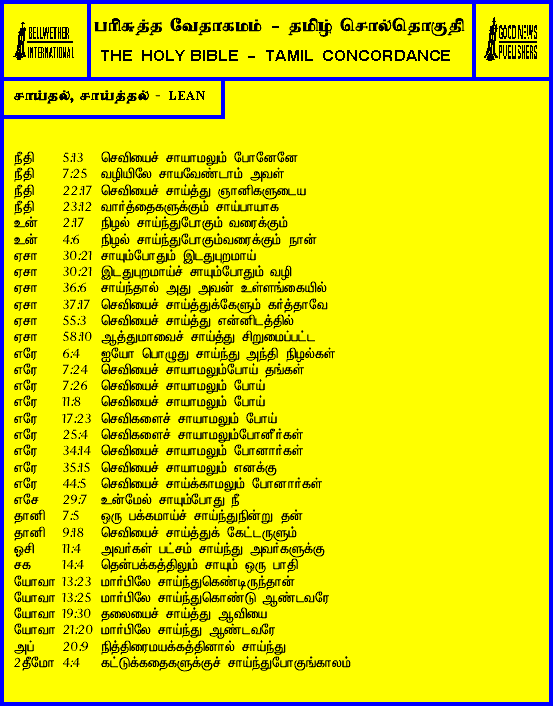 BELLWETHER
INTERNATIONAL
பரிசுத்த வேதாகமம் - தமிழ் சொல்தொகுதி
THE HOLY BIBLE - TAMIL CONCORDANCE
GOOD NEWS
PUBLISHERS
சாய்தல், சாய்த்தல் - LEAN
நீதி 5:13 செவியைச் சாயாமலும் போனேனே
நீதி 7:25 வழியிலே சாயவேண்டாம் அவள்
நீதி 22:17 செவியைச் சாய்த்து ஞானிகளுடைய
நீதி 23:12 வார்த்தைகளுக்கும் சாய்பாயாக
உன் 2:17 நிழல் சாய்ந்துபோகும் வரைக்கும்
உன் 4:6 நிழல் சாய்ந்துபோகும்வரைக்கும் நான்
ஏசா 30:21 சாயும்போதும் இடதுபுறமாய்
ஏசா 30:21 இடதுபுறமாய்ச் சாயும்போதும் வழி
ஏசா 36:6 சாய்ந்தால் அது அவன் உள்ளங்கையில்
ஏசா 37:17 செவியைச் சாய்த்துக்கேளும் கர்த்தாவே
ஏசா 55:3 செவியைச் சாய்த்து என்னிடத்தில்
ஏசா 58:10 ஆத்துமாவைச் சாய்த்து சிறுமைப்பட்ட
எரே 6:4 ஐயோ பொழுது சாய்ந்து அந்தி நிழல்கள்
எரே 7:24 செவியைச் சாயாமலும்போய் தங்கள்
எரே 7:26 செவியைச் சாயாமலும் போய்
எரே 11:8 செவியைச் சாயாமலும் போய்
எரே 17:23 செவிகளைச் சாயாமலும் போய்
எரே 25:4 செவிகளைச் சாயாமலும்போனீர்கள்
எரே 34:14 செவியைச் சாயாமலும் போனார்கள்
எரே 35:15 செவியைச் சாயாமலும் எனக்கு
எரே 44:5 செவியைச் சாய்க்காமலும் போனார்கள்
எசே 29:7 உன்மேல் சாயும்போது நீ
தானி 7:5 ஒரு பக்கமாய்ச் சாய்ந்துநின்று தன்
தானி 9:18 செவியைச் சாய்த்துக் கேட்டருளும்
ஓசி 11:4 அவர்கள் பட்சம் சாய்ந்து அவர்களுக்கு
சக 14:4 தென்பக்கத்திலும் சாயும் ஒரு பாதி
யோவா 13:23 மார்பிலே சாய்ந்துகெண்டிருந்தான்
யோவா 13:25 மார்பிலே சாய்ந்துகொண்டு ஆண்டவரே
யோவா 19:30 தலையைச் சாய்த்து ஆவியை
யோவா 21:20 மார்பிலே சாய்ந்து ஆண்டவரே
அப் 20:9 நித்திரைமயக்கத்தினால் சாய்ந்து
2தீமோ 4:4 கட்டுக்கதைகளுக்குச் சாய்ந்துபோகுங்காலம்